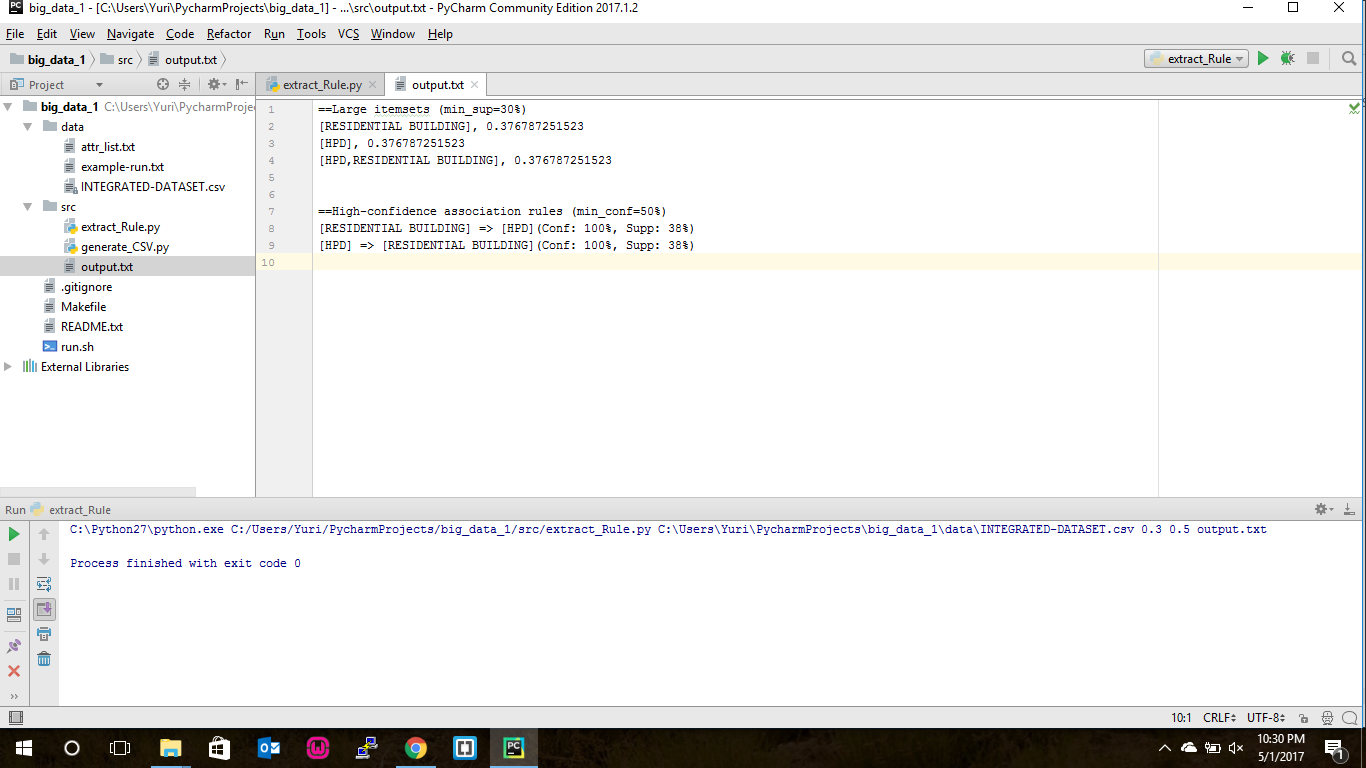 big_data_1 - [C:\Users\Yuri\PycharmProjects\big_data_1] - ...\src\output.txt - PyCharm Community Edition 2017.1.2
File Edit View Navigate Code Refactor Run Tools VCS Window Help
big_data_1 src output.txt
extract_Rule
Project
extract_Rule.py
output.txt
big_data_1 C:\Users\Yuri\PycharmProje
data
attr_list.txt
example-run.txt
INTEGRATED-DATASET.csv
src
extract_Rule.py
generate_CSV.py
output.txt
.gitignore
Makefile
README.txt
run.sh
External Libraries
1 ==Large itemsets (min_sup=30%)
2 [RESIDENTIAL BUILDING], 0.376787251523
3 [HPD], 0.376787251523
4 [HPD,RESIDENTIAL BUILDING], 0.376787251523
5
6
7 ==High-confidence association rules (min_conf=50%)
8 [RESIDENTIAL BUILDING] => [HPD](Conf: 100%, Supp: 38%)
9 [HPD] => [RESIDENTIAL BUILDING](Conf: 100%, Supp: 38%)
10
Run extract_Rule
C:\Python27\python.exe C:/Users/Yuri/PycharmProjects/big_data_1/src/extract_Rule.py C:\Users\Yuri\PycharmProjects\big_data_1\data\INTEGRATED-DATASET.csv 0.3 0.5 output.txt
Process finished with exit code 0
10:1 CRLF UTF-8
10:30 PM
5/1/2017
1